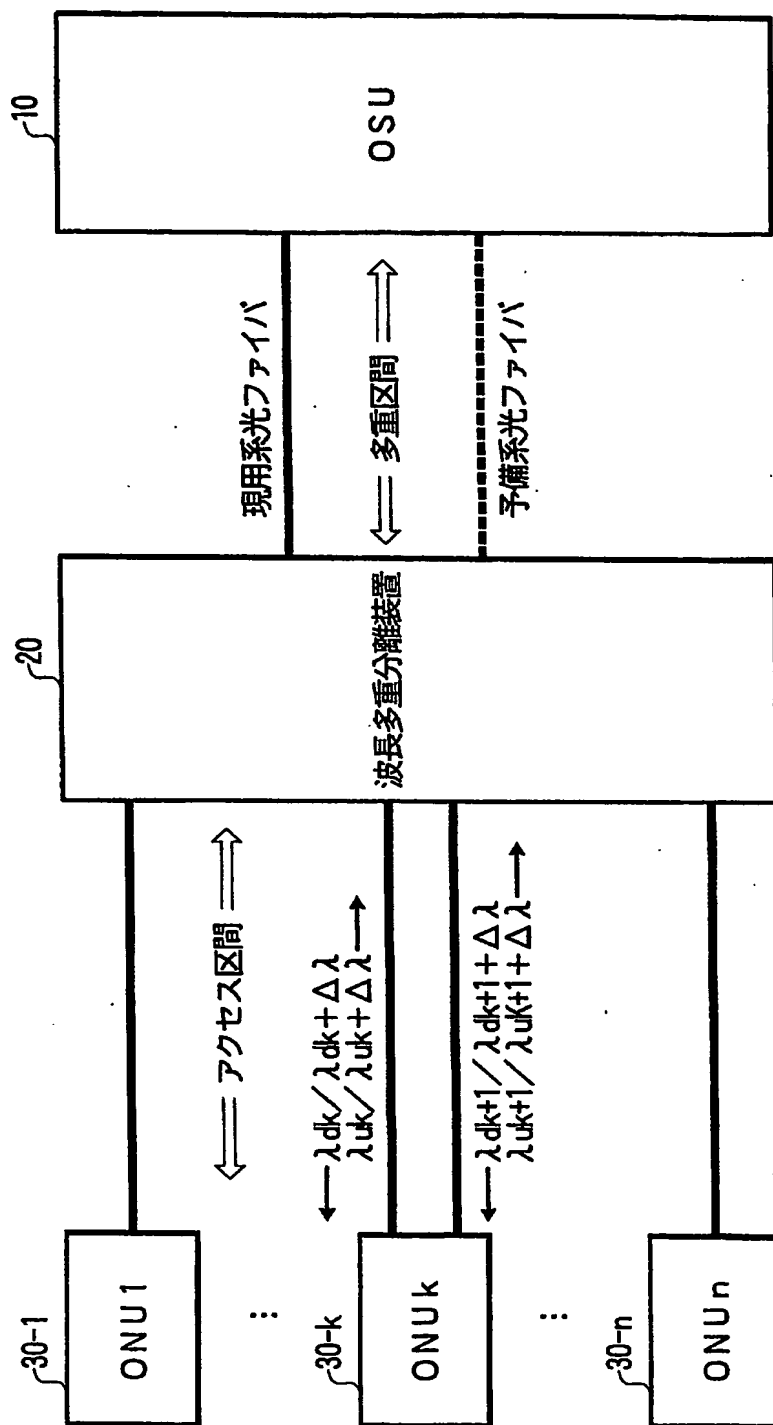 30-1
ONU1
⋮
30-k
ONUk
⋮
30-n
ONUn
アクセス区間
λdk/λdk+Δλ
λuk/λuk+Δλ
λdk+1/λdk+1+Δλ
λuk+1/λuK+1+Δλ
20
波長多重分離装置
現用系光ファイバ
多重区間
予備系光ファイバ
10
OSU